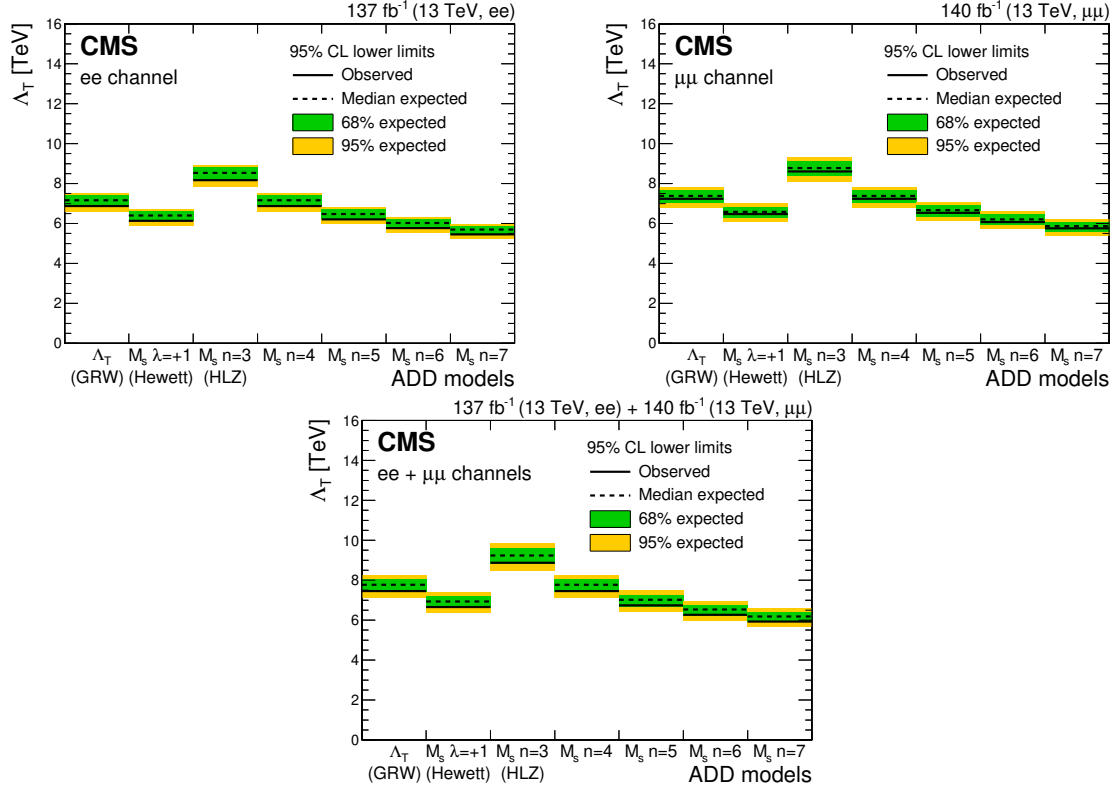 137 fb⁻¹ (13 TeV, ee)
Λ_T [TeV]
16
14
12
10
8
6
4
2
0
CMS
ee channel
95% CL lower limits
Observed
Median expected
68% expected
95% expected
Λ_T M_s λ=+1 M_s n=3 M_s n=4 M_s n=5 M_s n=6 M_s n=7
(GRW) (Hewett) (HLZ)
ADD models
140 fb⁻¹ (13 TeV, μμ)
Λ_T [TeV]
16
14
12
10
8
6
4
2
0
CMS
μμ channel
95% CL lower limits
Observed
Median expected
68% expected
95% expected
Λ_T M_s λ=+1 M_s n=3 M_s n=4 M_s n=5 M_s n=6 M_s n=7
(GRW) (Hewett) (HLZ)
ADD models
137 fb⁻¹ (13 TeV, ee) + 140 fb⁻¹ (13 TeV, μμ)
Λ_T [TeV]
16
14
12
10
8
6
4
2
0
CMS
ee + μμ channels
95% CL lower limits
Observed
Median expected
68% expected
95% expected
Λ_T M_s λ=+1 M_s n=3 M_s n=4 M_s n=5 M_s n=6 M_s n=7
(GRW) (Hewett) (HLZ)
ADD models